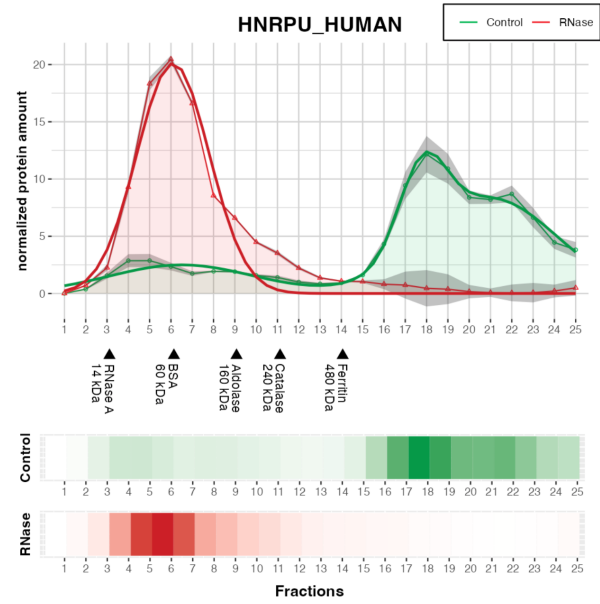 HNRPU_HUMAN
Control RNase
normalized protein amount
20
15
10
5
0
1 2 3 4 5 6 7 8 9 10 11 12 13 14 15 16 17 18 19 20 21 22 23 24 25
RNase A
14 kDa
BSA
60 kDa
Aldolase
160 kDa
Catalase
240 kDa
Ferritin
480 kDa
Control
1 2 3 4 5 6 7 8 9 10 11 12 13 14 15 16 17 18 19 20 21 22 23 24 25
RNase
1 2 3 4 5 6 7 8 9 10 11 12 13 14 15 16 17 18 19 20 21 22 23 24 25
Fractions